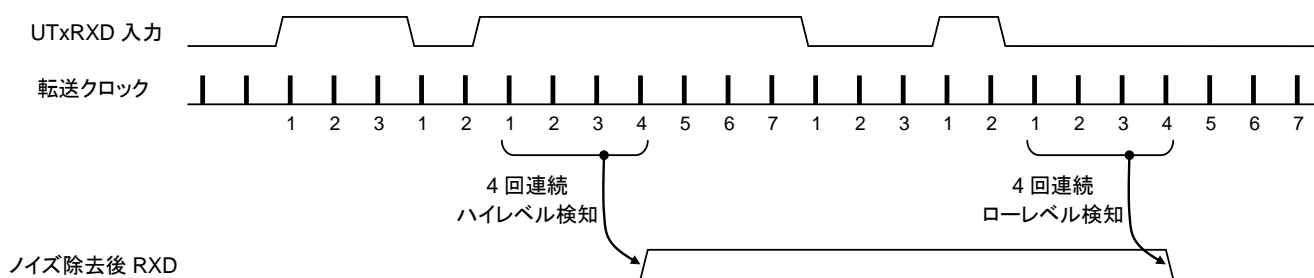 UTxRXD 入力
転送クロック
1 2 3 1 2 1 2 3 4 5 6 7 1 2 3 1 2 1 2 3 4 5 6 7
4 回連続
ハイレベル検知
4 回連続
ローレベル検知
ノイズ除去後 RXD